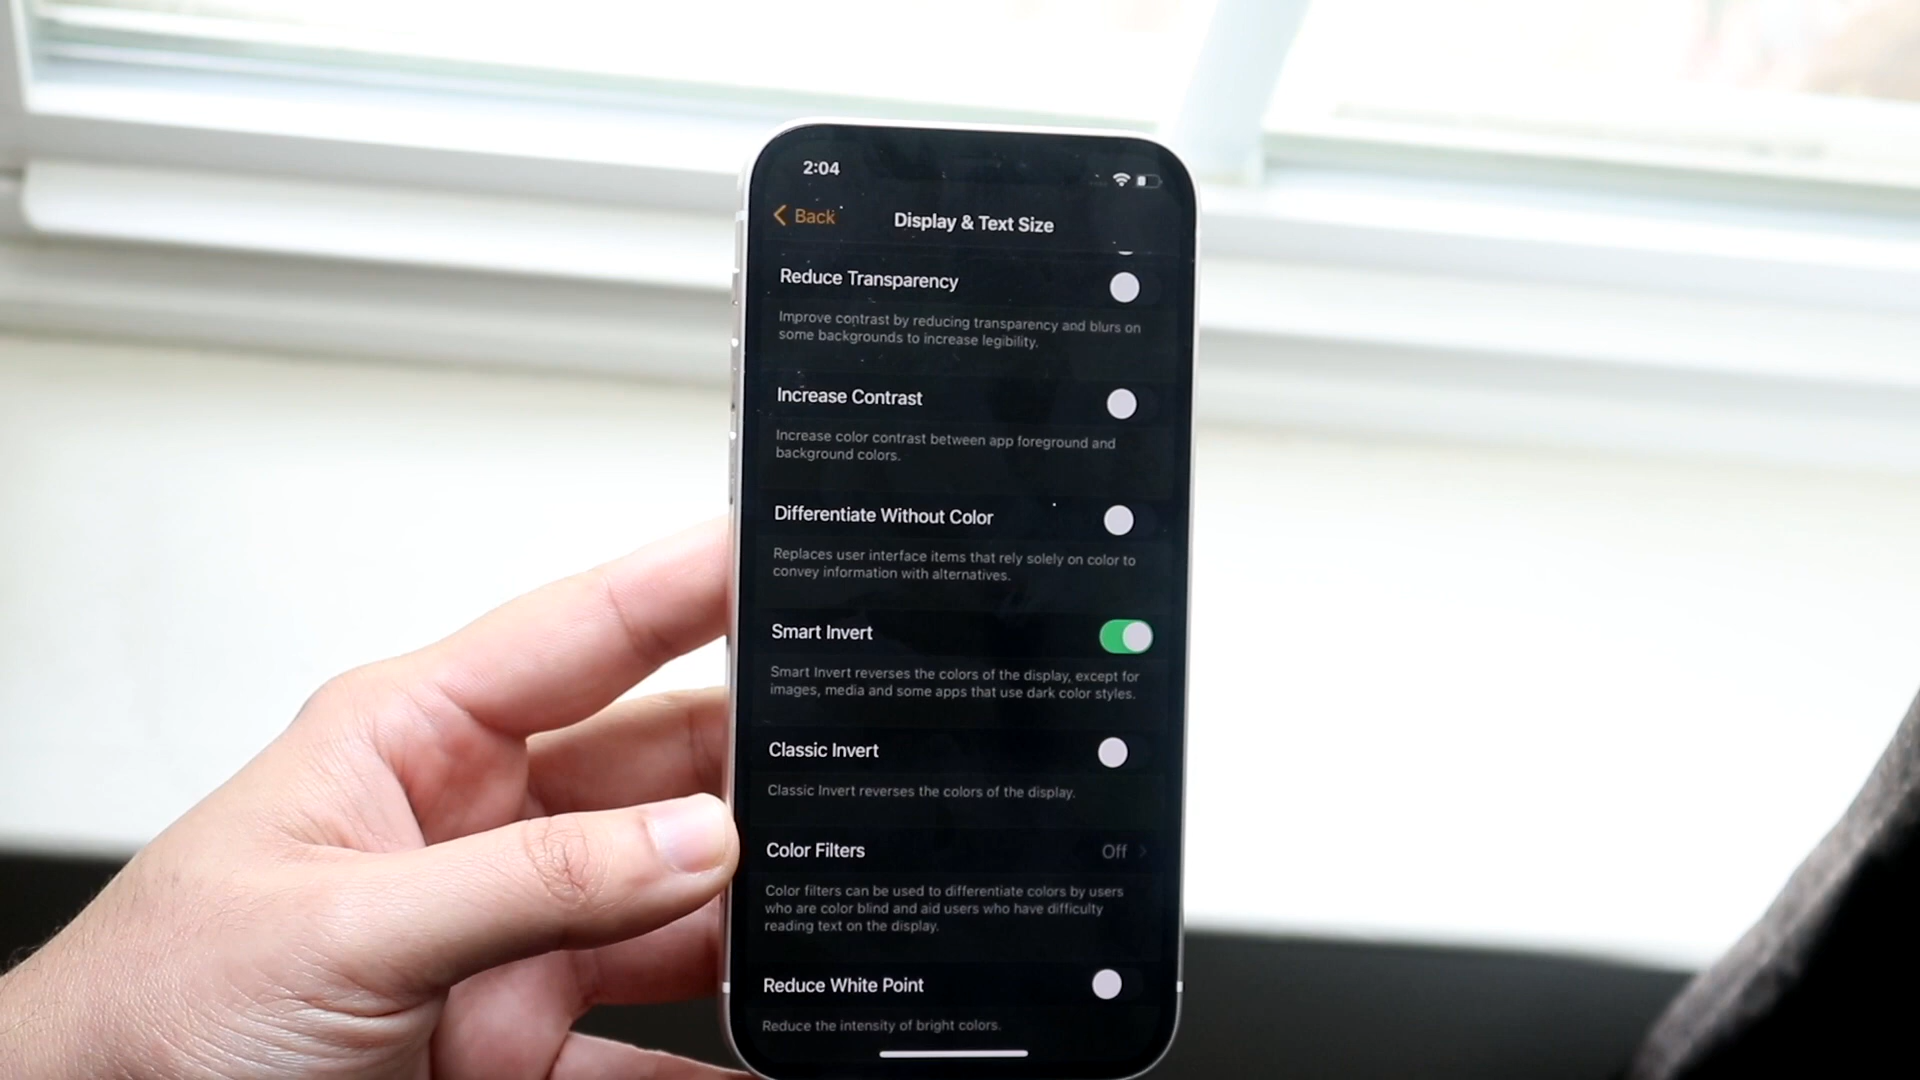 2:04
Back
Display & Text Size
Reduce Transparency
Improve contrast by reducing transparency and blurs on
some backgrounds to increase legibility.
Increase Contrast
Increase color contrast between app foreground and
background colors.
Differentiate Without Color
Replaces user interface items that rely solely on color to
convey information with alternatives.
Smart Invert
Smart Invert reverses the colors of the display, except for
images, media and some apps that use dark color styles.
Classic Invert
Classic Invert reverses the colors of the display.
Color Filters
Off
Color filters can be used to differentiate colors by users
who are color blind and aid users who have difficulty
reading text on the display.
Reduce White Point
Reduce the intensity of bright colors.